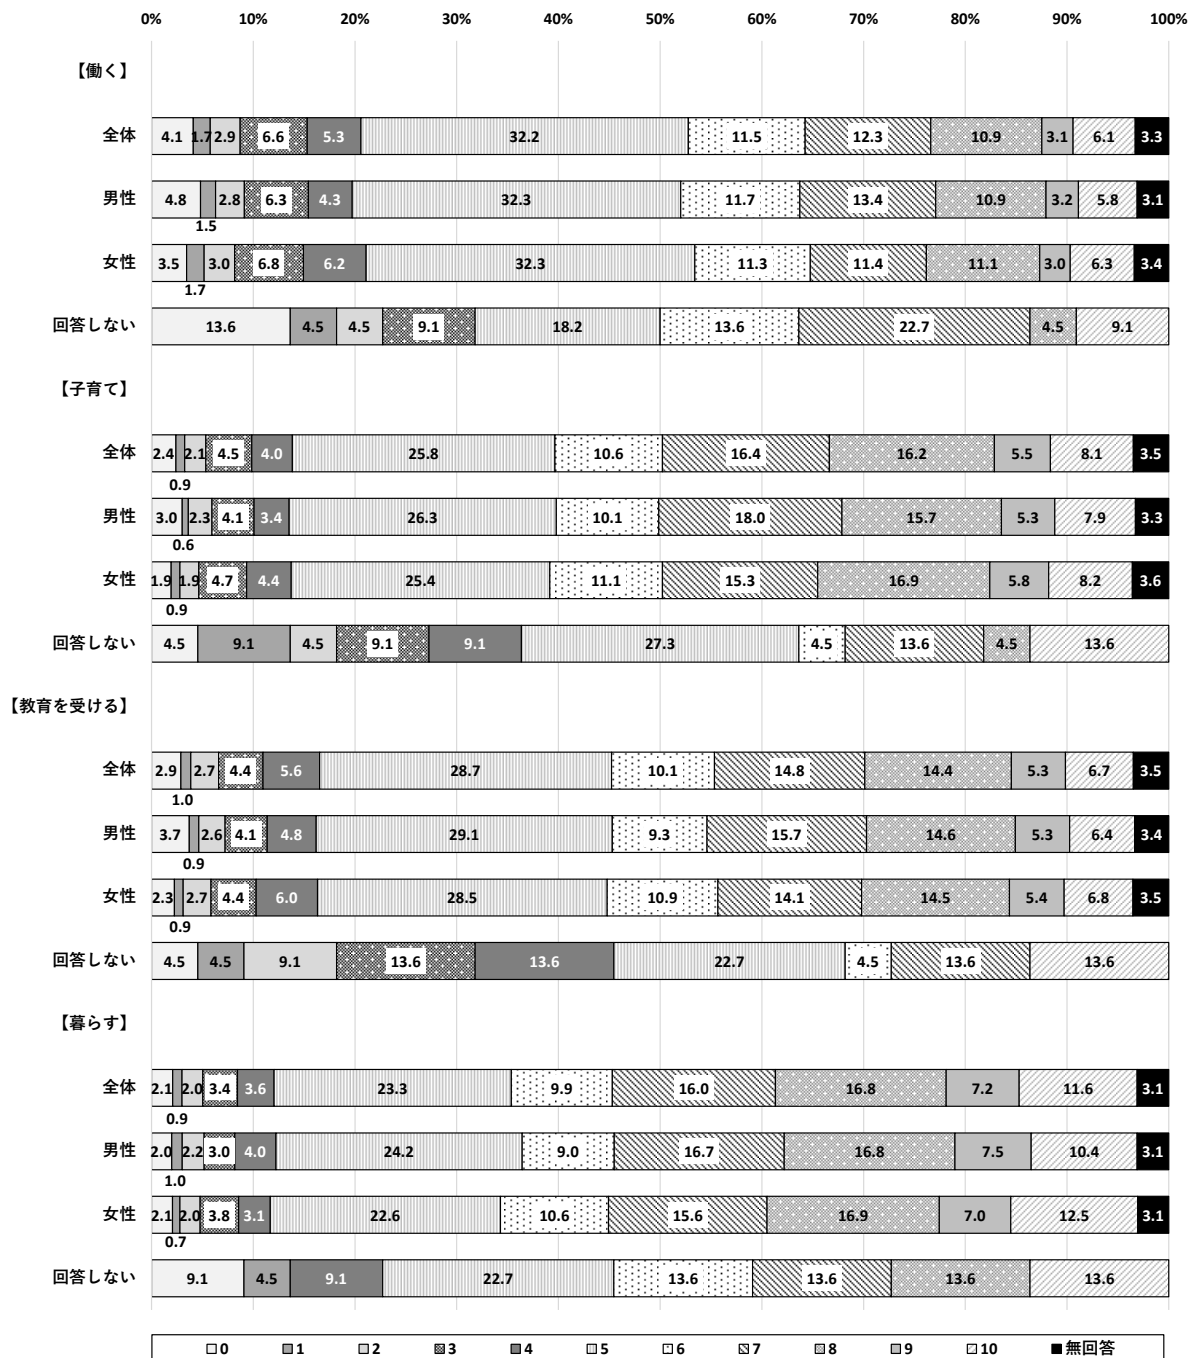 0% 10% 20% 30% 40% 50% 60% 70% 80% 90% 100%
【働く】
全体 4.1 1.7 2.9 6.6 5.3 32.2 11.5 12.3 10.9 3.1 6.1 3.3
男性 4.8 2.8 6.3 4.3 32.3 11.7 13.4 10.9 3.2 5.8 3.1
1.5
女性 3.5 3.0 6.8 6.2 32.3 11.3 11.4 11.1 3.0 6.3 3.4
1.7
回答しない 13.6 4.5 4.5 9.1 18.2 13.6 22.7 4.5 9.1
【子育て】
全体 2.4 2.1 4.5 4.0 25.8 10.6 16.4 16.2 5.5 8.1 3.5
0.9
男性 3.0 2.3 4.1 3.4 26.3 10.1 18.0 15.7 5.3 7.9 3.3
0.6
女性 1.9 1.9 4.7 4.4 25.4 11.1 15.3 16.9 5.8 8.2 3.6
0.9
回答しない 4.5 9.1 4.5 9.1 9.1 27.3 4.5 13.6 4.5 13.6
【教育を受ける】
全体 2.9 2.7 4.4 5.6 28.7 10.1 14.8 14.4 5.3 6.7 3.5
1.0
男性 3.7 2.6 4.1 4.8 29.1 9.3 15.7 14.6 5.3 6.4 3.4
0.9
女性 2.3 2.7 4.4 6.0 28.5 10.9 14.1 14.5 5.4 6.8 3.5
0.9
回答しない 4.5 4.5 9.1 13.6 13.6 22.7 4.5 13.6 13.6
【暮らす】
全体 2.1 2.0 3.4 3.6 23.3 9.9 16.0 16.8 7.2 11.6 3.1
0.9
男性 2.0 2.2 3.0 4.0 24.2 9.0 16.7 16.8 7.5 10.4 3.1
1.0
女性 2.1 2.0 3.8 3.1 22.6 10.6 15.6 16.9 7.0 12.5 3.1
0.7
回答しない 9.1 4.5 9.1 22.7 13.6 13.6 13.6 13.6
0 1 2 3 4 5 6 7 8 9 10 無回答